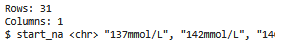 Rows: 31
Columns: 1
$ start_na <chr> "137mmol/L", "142mmol/L", "14